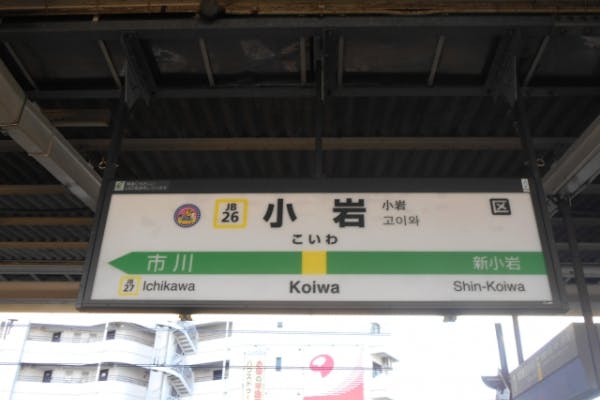 JB
26
小岩
小岩
고이와
区
こいわ
市川
新小岩
JB
27
Ichikawa
Koiwa
Shin-Koiwa